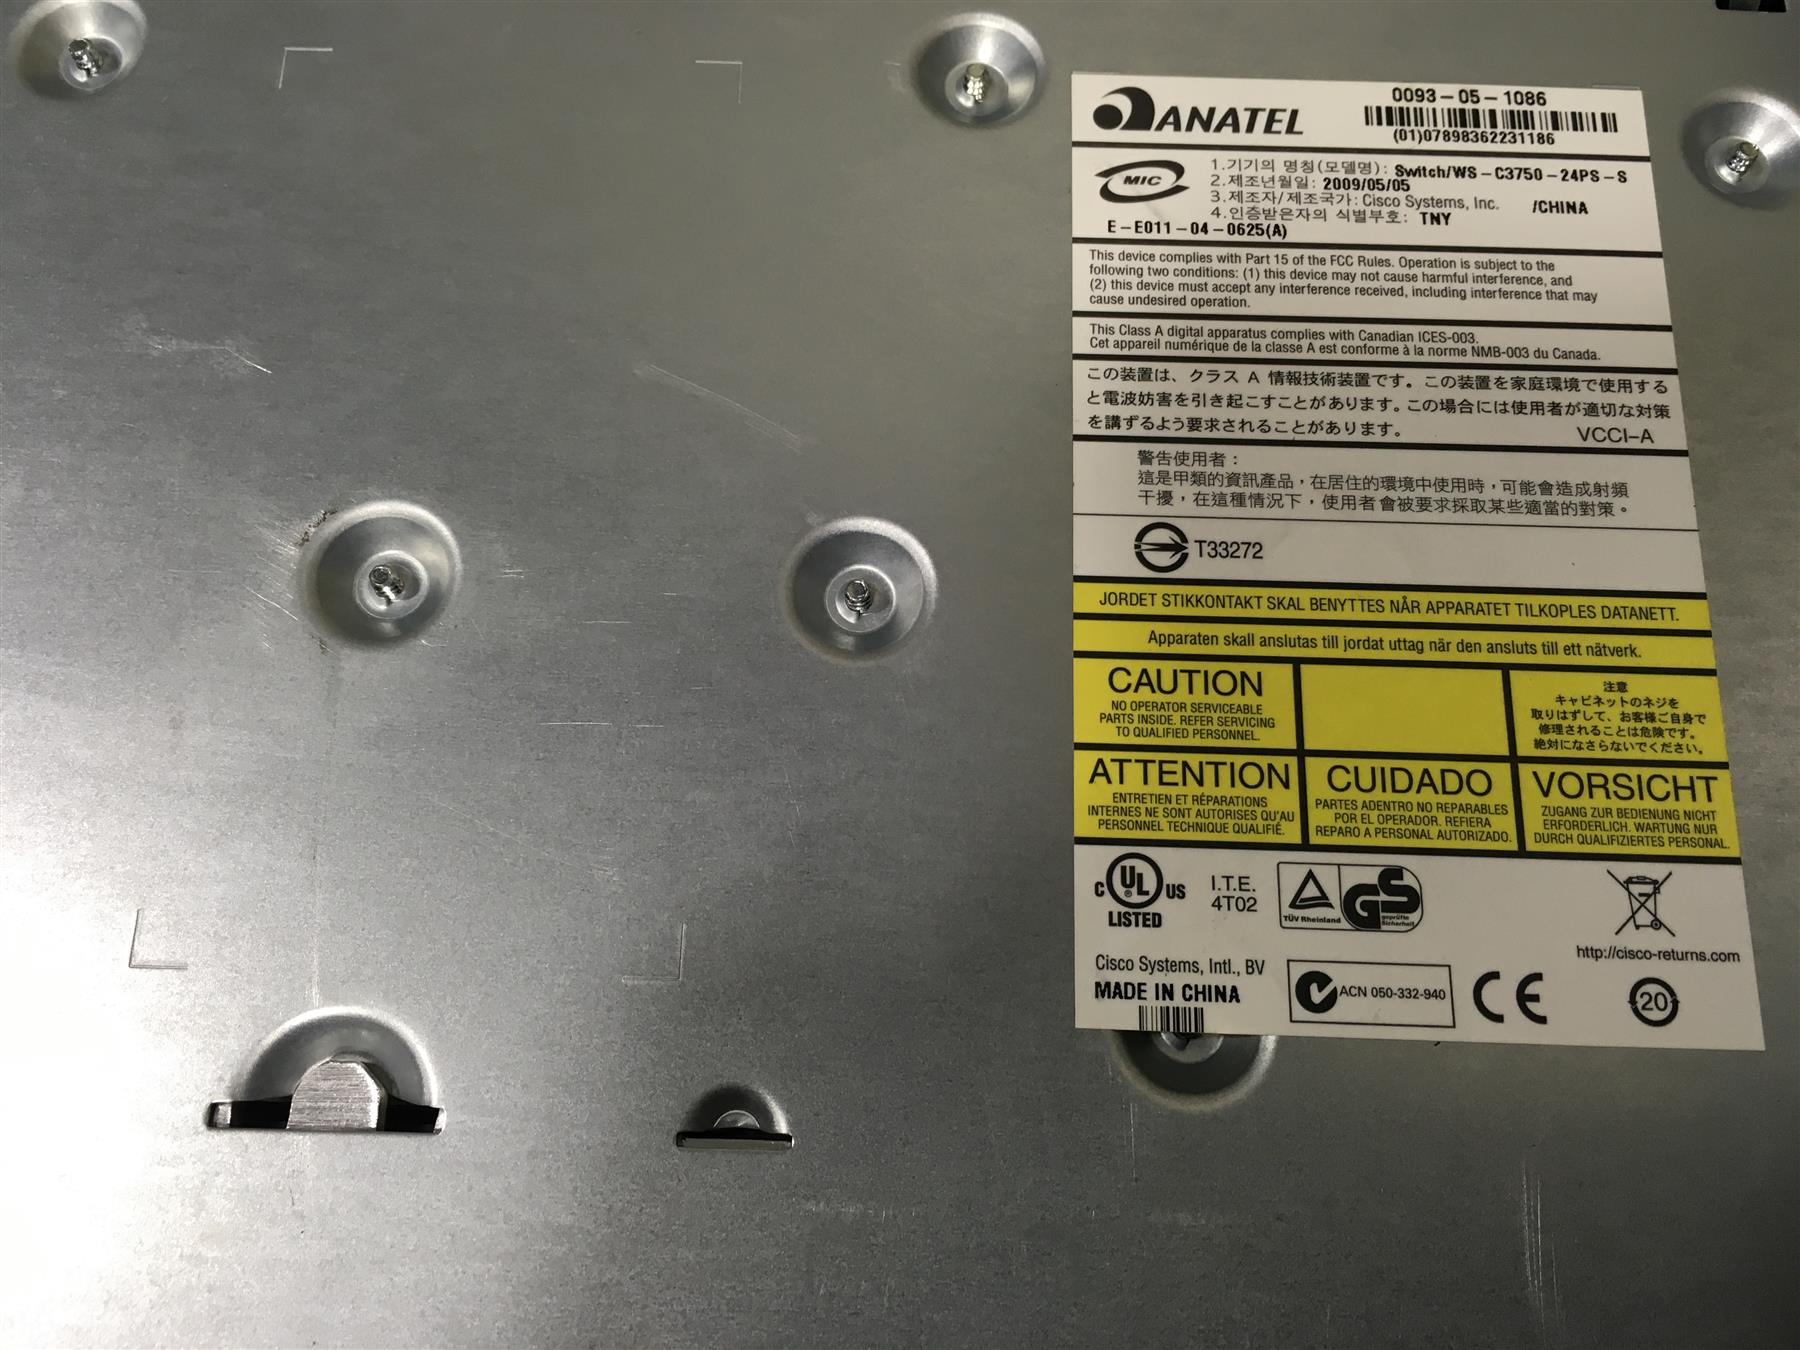 ANATEL
0093-05-1086
(01)07898362231186
MIC
1.기기의 명칭(모델명): Switch/WS-C3750-24PS-S
2.제조년월일: 2009/05/05
3.제조자/제조국가: Cisco Systems, Inc. /CHINA
4.인증받은자의 식별부호: TNY
E-E011-04-0625(A)
This device complies with Part 15 of the FCC Rules. Operation is subject to the
following two conditions: (1) this device may not cause harmful interference, and
(2) this device must accept any interference received, including interference that may
cause undesired operation.
This Class A digital apparatus complies with Canadian ICES-003.
Cet appareil numérique de la classe A est conforme à la norme NMB-003 du Canada.
この装置は、クラス A 情報技術装置です。この装置を家庭環境で使用する
と電波妨害を引き起こすことがあります。この場合には使用者が適切な対策
を講ずるよう要求されることがあります。
VCCI-A
警告使用者：
這是甲類的資訊產品，在居住的環境中使用時，可能會造成射頻
干擾，在這種情況下，使用者會被要求採取某些適當的對策。
T33272
JORDET STIKKONTAKT SKAL BENYTTES NÅR APPARATET TILKOPLES DATANETT.
Apparaten skall anslutas till jordat uttag när den ansluts till ett nätverk.
CAUTION
NO OPERATOR SERVICEABLE
PARTS INSIDE. REFER SERVICING
TO QUALIFIED PERSONNEL.
注意
キャビネットのネジを
取りはずして、お客様ご自身で
修理されることは危険です。
絶対になさらないでください。
ATTENTION
ENTRETIEN ET RÉPARATIONS
INTERNES NE SONT AUTORISES QU'AU
PERSONNEL TECHNIQUE QUALIFIÉ.
CUIDADO
PARTES ADENTRO NO REPARABLES
POR EL OPERADOR. REFIERA
REPARO A PERSONAL AUTORIZADO.
VORSICHT
ZUGANG ZUR BEDIENUNG NICHT
ERFORDERLICH. WARTUNG NUR
DURCH QUALIFIZIERTES PERSONAL.
C UL US
LISTED
I.T.E.
4T02
TÜV Rheinland
GS
geprüfte
Sicherheit
http://cisco-returns.com
Cisco Systems, Intl., BV
MADE IN CHINA
ACN 050-332-940
CE
20